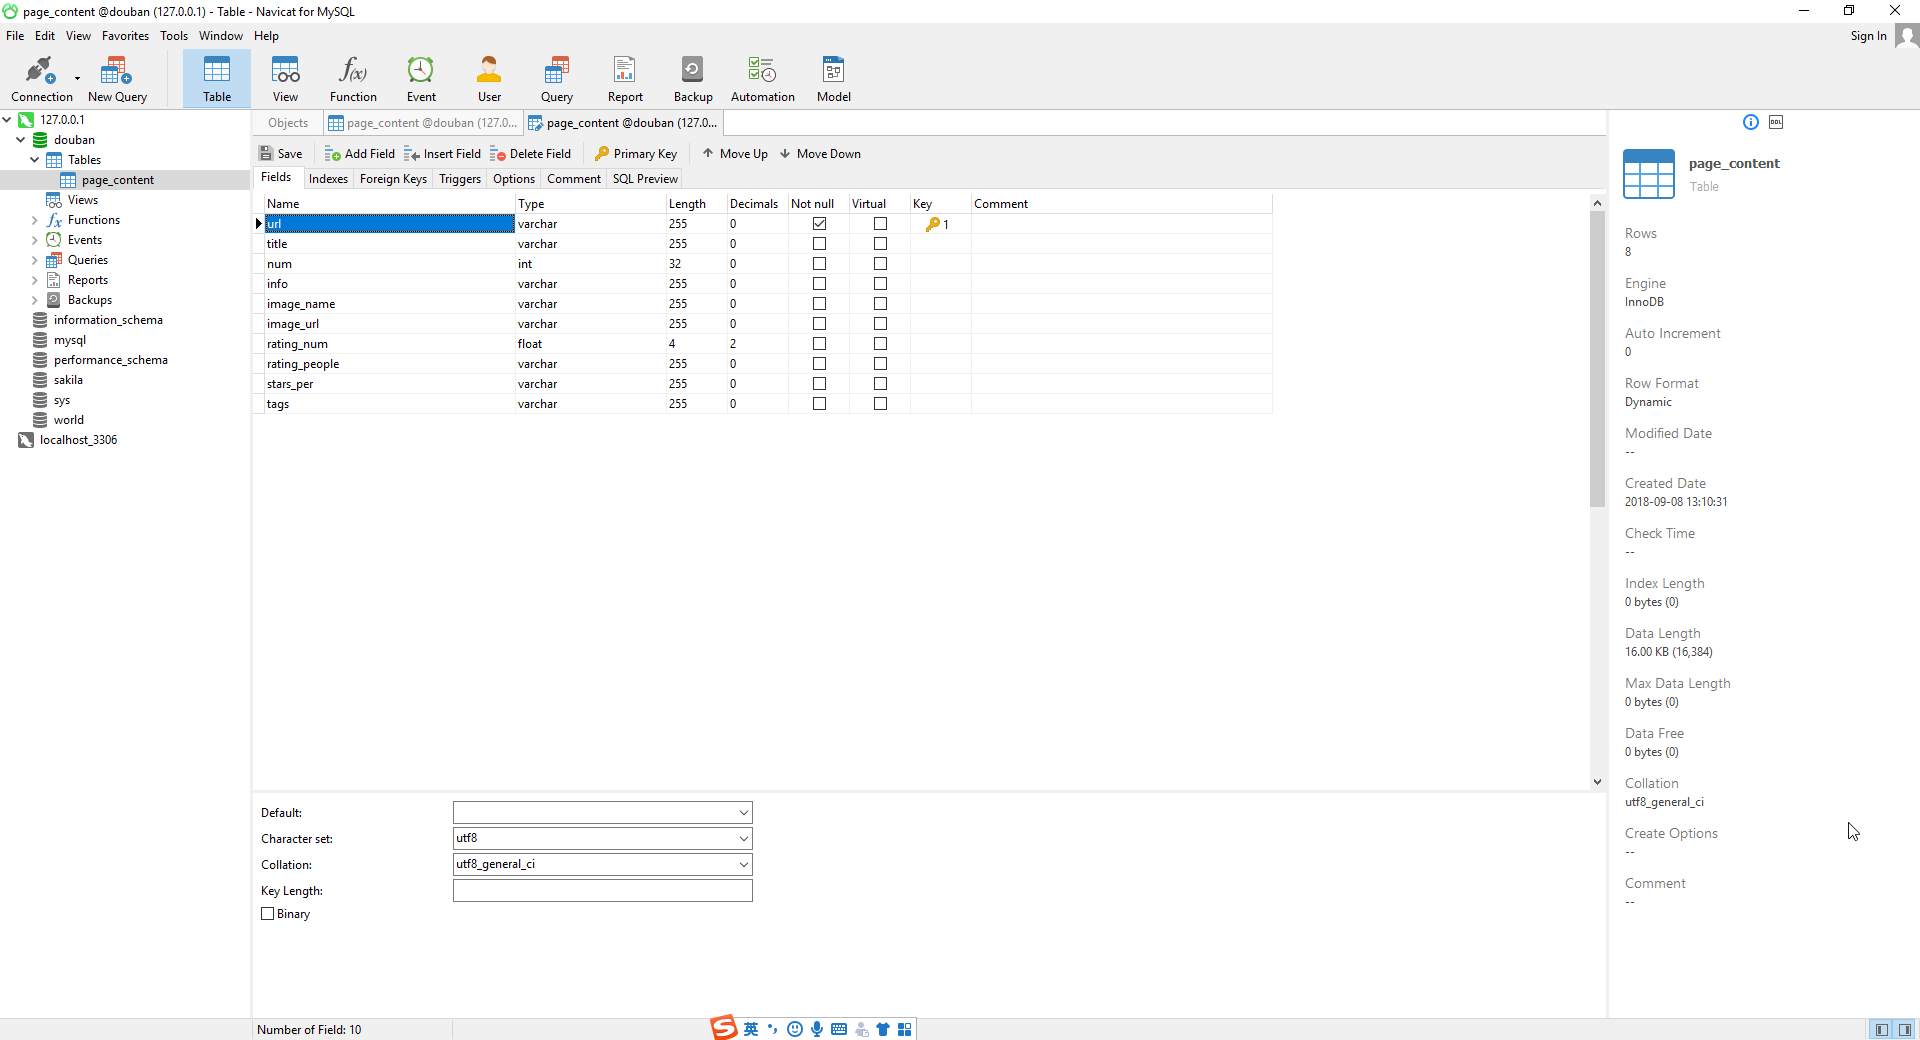 page_content @douban (127.0.0.1) - Table - Navicat for MySQL
File Edit View Favorites Tools Window Help
Sign In
Connection New Query Table View Function Event User Query Report Backup Automation Model
127.0.0.1
douban
Tables
page_content
Views
Functions
Events
Queries
Reports
Backups
information_schema
mysql
performance_schema
sakila
sys
world
localhost_3306
Objects page_content @douban (127.0... page_content @douban (127.0...
Save Add Field Insert Field Delete Field Primary Key Move Up Move Down
Fields Indexes Foreign Keys Triggers Options Comment SQL Preview
Name Type Length Decimals Not null Virtual Key Comment
url varchar 255 0 1
title varchar 255 0
num int 32 0
info varchar 255 0
image_name varchar 255 0
image_url varchar 255 0
rating_num float 4 2
rating_people varchar 255 0
stars_per varchar 255 0
tags varchar 255 0
Default:
Character set: utf8
Collation: utf8_general_ci
Key Length:
Binary
DDL
page_content
Table
Rows
8
Engine
InnoDB
Auto Increment
0
Row Format
Dynamic
Modified Date
--
Created Date
2018-09-08 13:10:31
Check Time
--
Index Length
0 bytes (0)
Data Length
16.00 KB (16,384)
Max Data Length
0 bytes (0)
Data Free
0 bytes (0)
Collation
utf8_general_ci
Create Options
--
Comment
--
Number of Field: 10
S 英